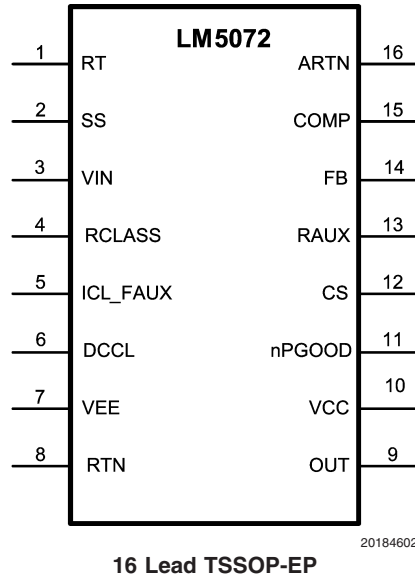 LM5072
1 RT ARTN 16
2 SS COMP 15
3 VIN FB 14
4 RCLASS RAUX 13
5 ICL_FAUX CS 12
6 DCCL nPGOOD 11
7 VEE VCC 10
8 RTN OUT 9
20184602
16 Lead TSSOP-EP